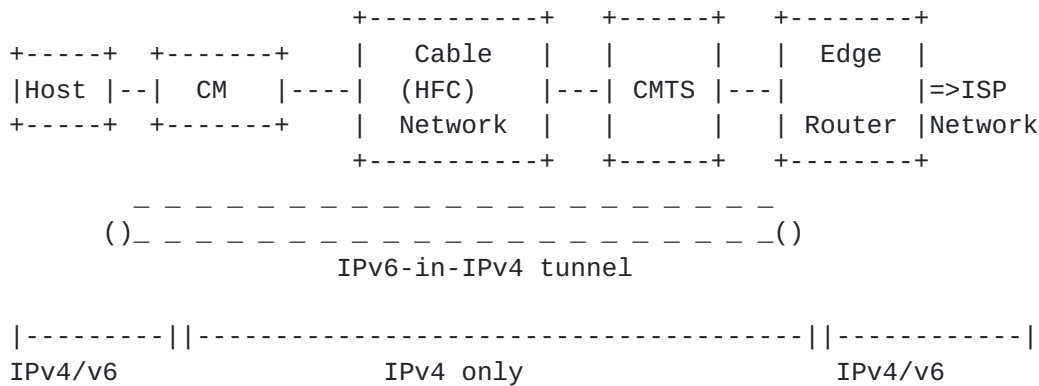 +-----------+   +------+   +--------+
+-----+  +-------+    |   Cable   |   |      |   |  Edge  |
|Host |--|  CM   |----|  (HFC)    |---| CMTS |---|        |=>ISP
+-----+  +-------+    |  Network  |   |      |   | Router |Network
                      +-----------+   +------+   +--------+
        _ _ _ _ _ _ _ _ _ _ _ _ _ _ _ _ _ _ _ _ _
      ()_ _ _ _ _ _ _ _ _ _ _ _ _ _ _ _ _ _ _ _ _()
                     IPv6-in-IPv4 tunnel
|---------||---------------------------------------||------------|
IPv4/v6                 IPv4 only                    IPv4/v6